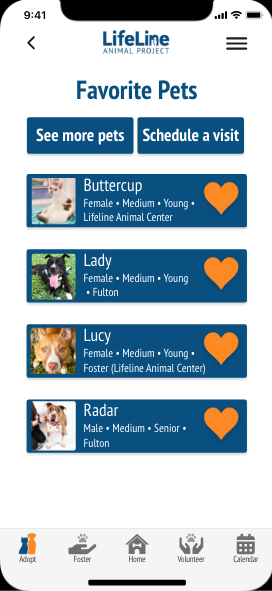 9:41
LifeLine
ANIMAL PROJECT
Favorite Pets
See more pets
Schedule a visit
Buttercup
Female • Medium • Young •
Lifeline Animal Center
Lady
Female • Medium • Young
• Fulton
Lucy
Female • Medium • Young •
Foster (Lifeline Animal Center)
Radar
Male • Medium • Senior •
Fulton
Adopt
Foster
Home
Volunteer
Calendar